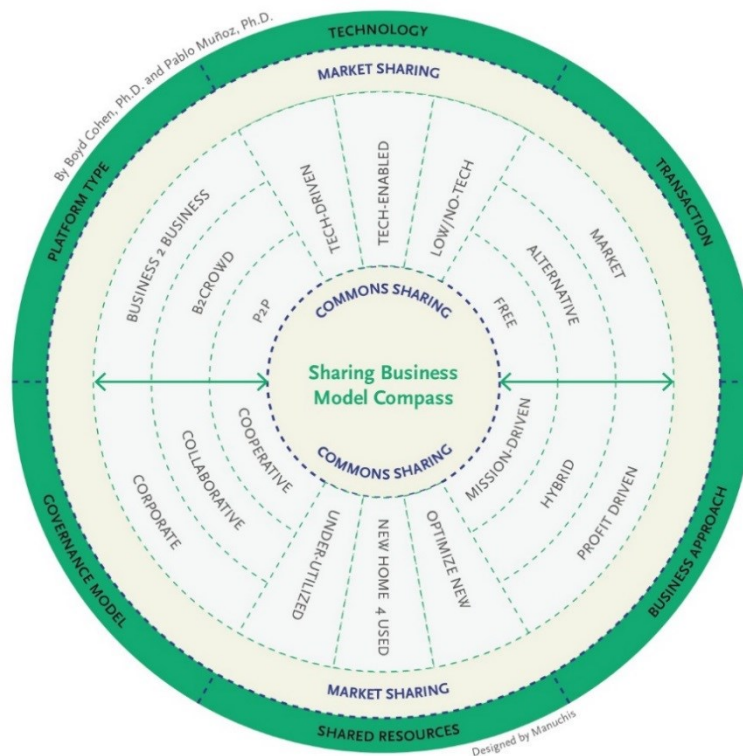 By Boyd Cohen, Ph.D. and Pablo Muñoz, Ph.D.
TECHNOLOGY
MARKET SHARING
PLATFORM TYPE
TRANSACTION
BUSINESS 2 BUSINESS
B2CROWD
P2P
TECH-DRIVEN
TECH-ENABLED
LOW/NO-TECH
FREE
ALTERNATIVE
MARKET
COMMONS SHARING
Sharing Business
Model Compass
COMMONS SHARING
CORPORATE
COLLABORATIVE
COOPERATIVE
UNDER-UTILIZED
NEW HOME 4 USED
OPTIMIZE NEW
MISSION-DRIVEN
HYBRID
PROFIT DRIVEN
GOVERNANCE MODEL
BUSINESS APPROACH
MARKET SHARING
SHARED RESOURCES
Designed by Manuchis